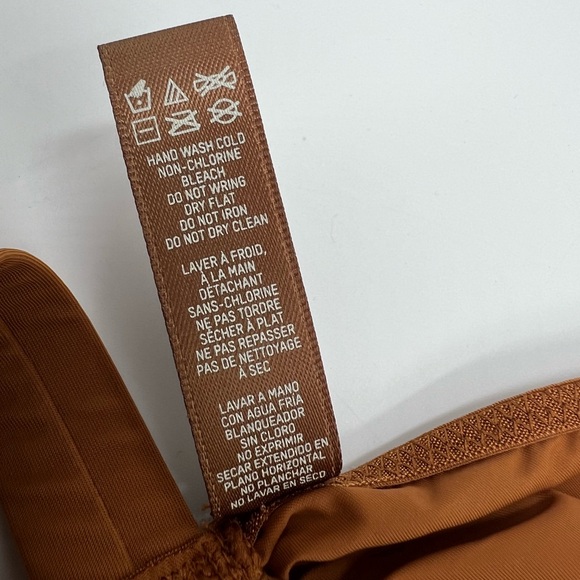 HAND WASH COLD
NON-CHLORINE
BLEACH
DO NOT WRING
DRY FLAT
DO NOT IRON
DO NOT DRY CLEAN
LAVER À FROID,
À LA MAIN
DÉTACHANT
SANS-CHLORINE
NE PAS TORDRE
SÉCHER À PLAT
NE PAS REPASSER
PAS DE NETTOYAGE
À SEC
LAVAR A MANO
CON AGUA FRÍA
BLANQUEADOR
SIN CLORO
NO EXPRIMIR
SECAR EXTENDIDO EN
PLANO HORIZONTAL
NO PLANCHAR
NO LAVAR EN SECO